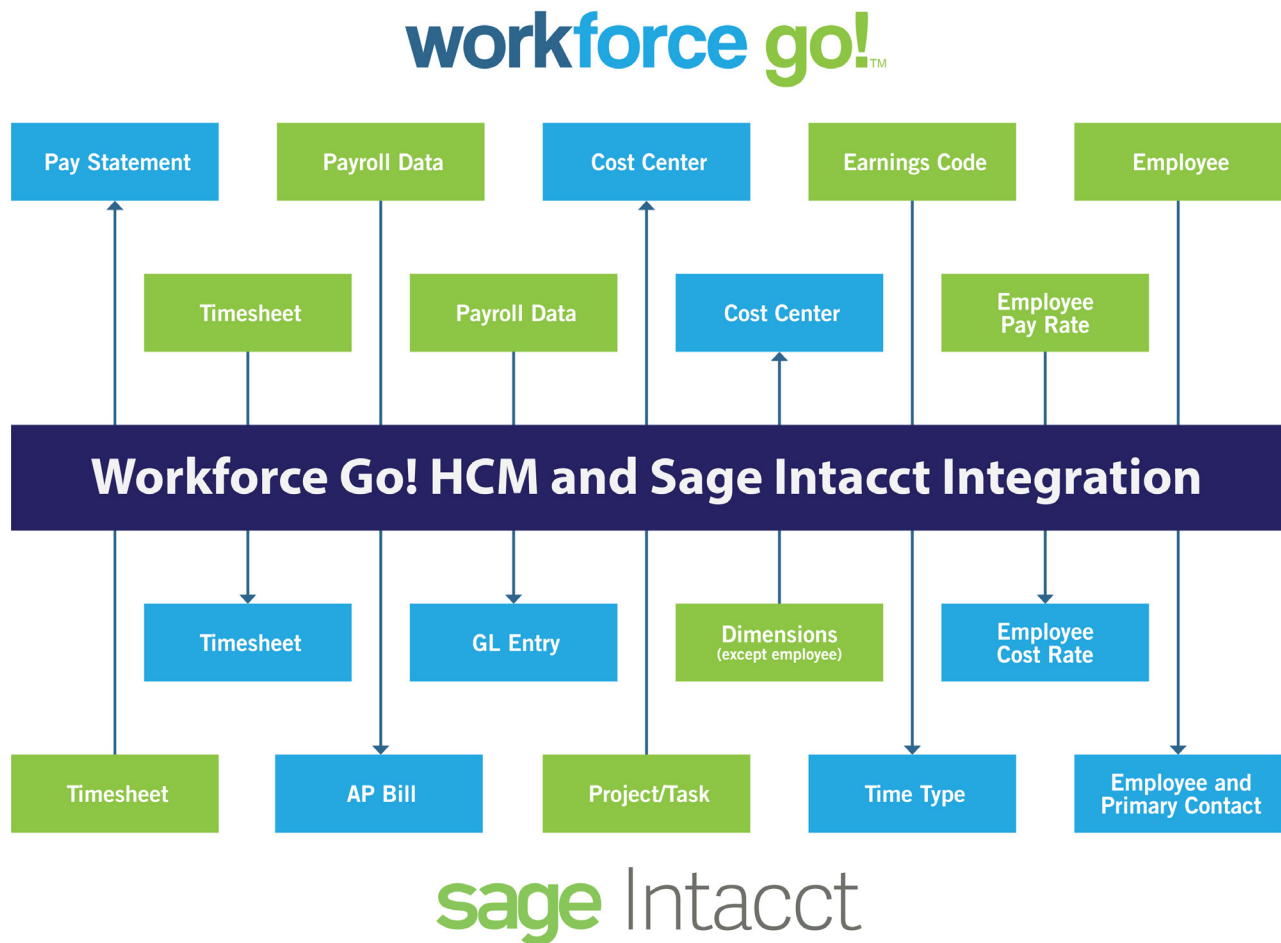 workforce go!™
Pay Statement
Payroll Data
Cost Center
Earnings Code
Employee
Timesheet
Payroll Data
Cost Center
Employee
Pay Rate
Workforce Go! HCM and Sage Intacct Integration
Timesheet
GL Entry
Dimensions
(except employee)
Employee
Cost Rate
Timesheet
AP Bill
Project/Task
Time Type
Employee and
Primary Contact
sage Intacct